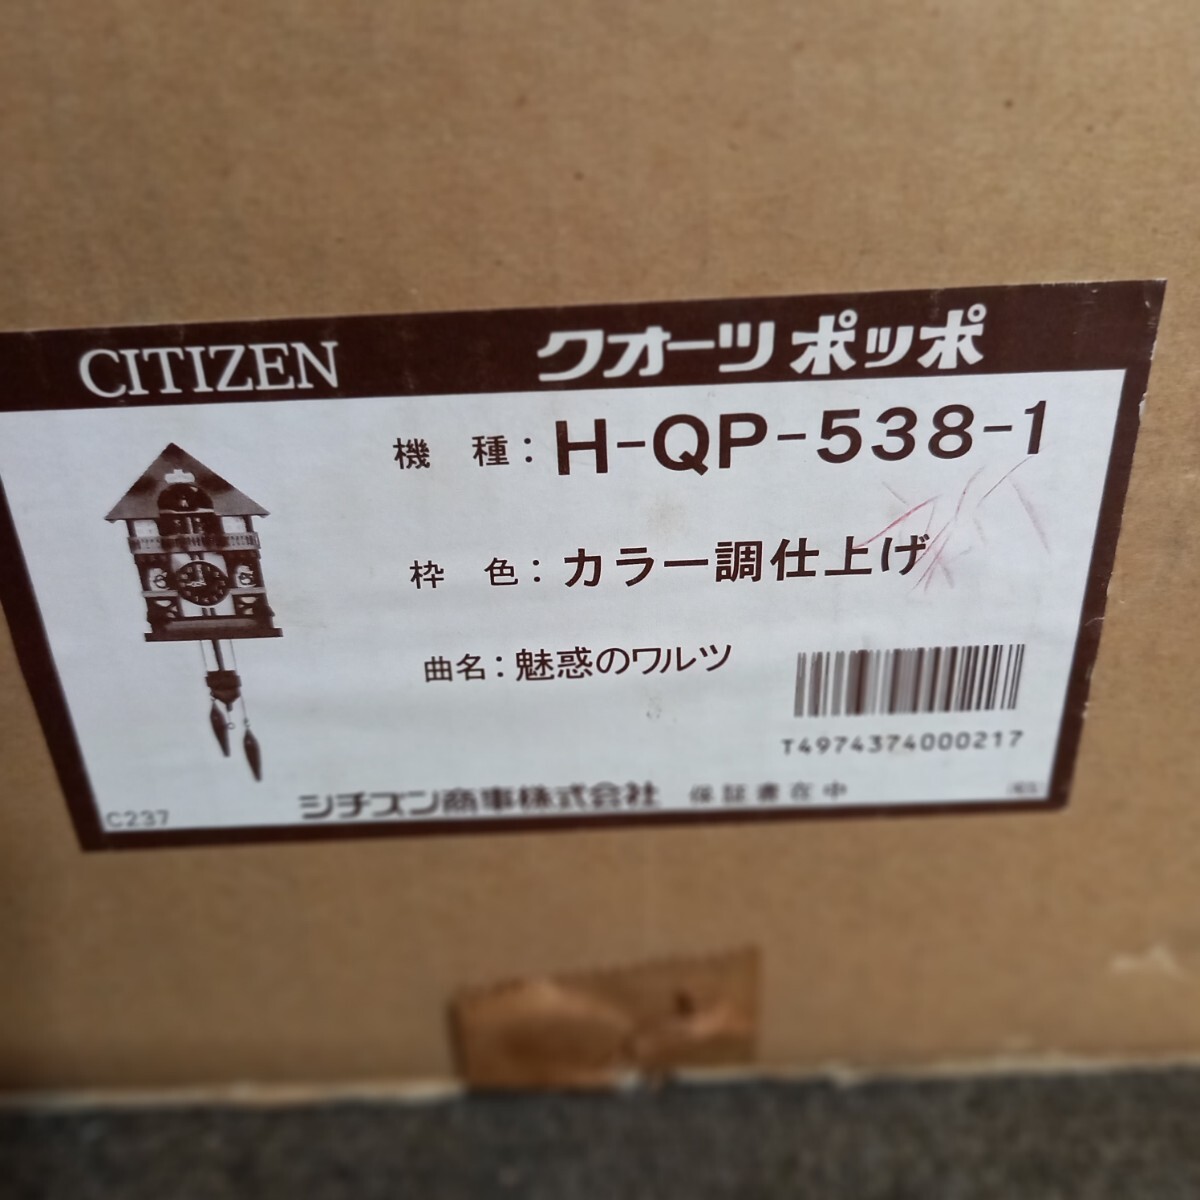 CITIZEN クオーツ ポッポ
機 種：H-QP-538-1
枠 色：カラー調仕上げ
曲名：魅惑のワルツ
T4974374000217
C237 シチズン商事株式会社 保証書在中